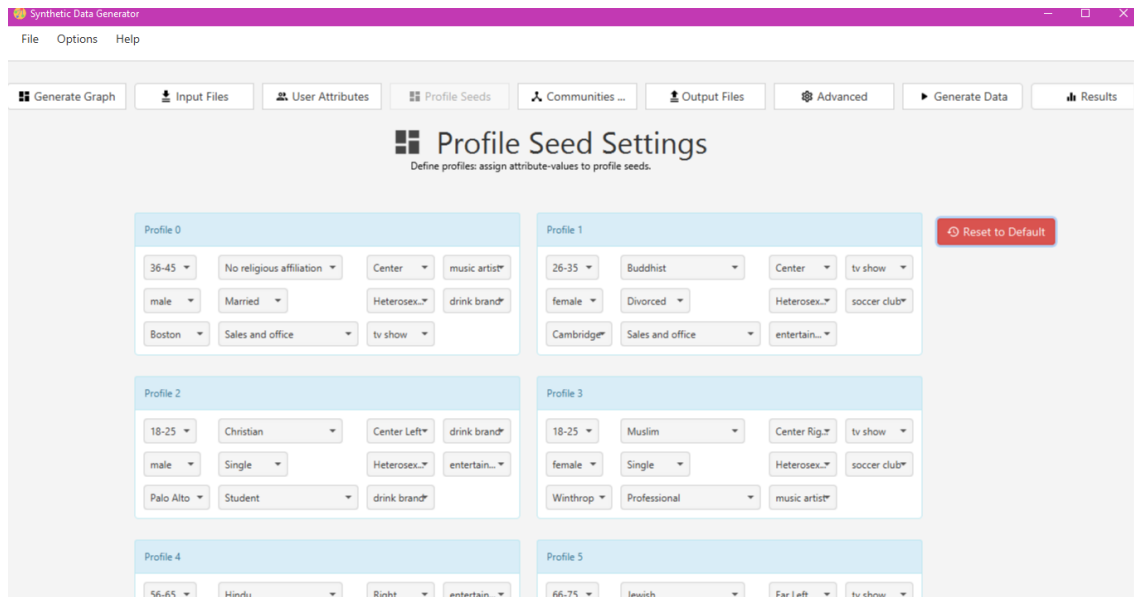 Synthetic Data Generator
File Options Help
Generate Graph Input Files User Attributes Profile Seeds Communities ... Output Files Advanced Generate Data Results
Profile Seed Settings
Define profiles: assign attribute-values to profile seeds.
Reset to Default
Profile 0
36-45 No religious affiliation Center music artist
male Married Heterosex... drink brand
Boston Sales and office tv show
Profile 1
26-35 Buddhist Center tv show
female Divorced Heterosex... soccer club
Cambridge Sales and office entertain...
Profile 2
18-25 Christian Center Left drink brand
male Single Heterosex... entertain...
Palo Alto Student drink brand
Profile 3
18-25 Muslim Center Rig... tv show
female Single Heterosex... soccer club
Winthrop Professional music artist
Profile 4
56-65 Hindu Right entertain...
Profile 5
66-75 Jewish Far Left tv show